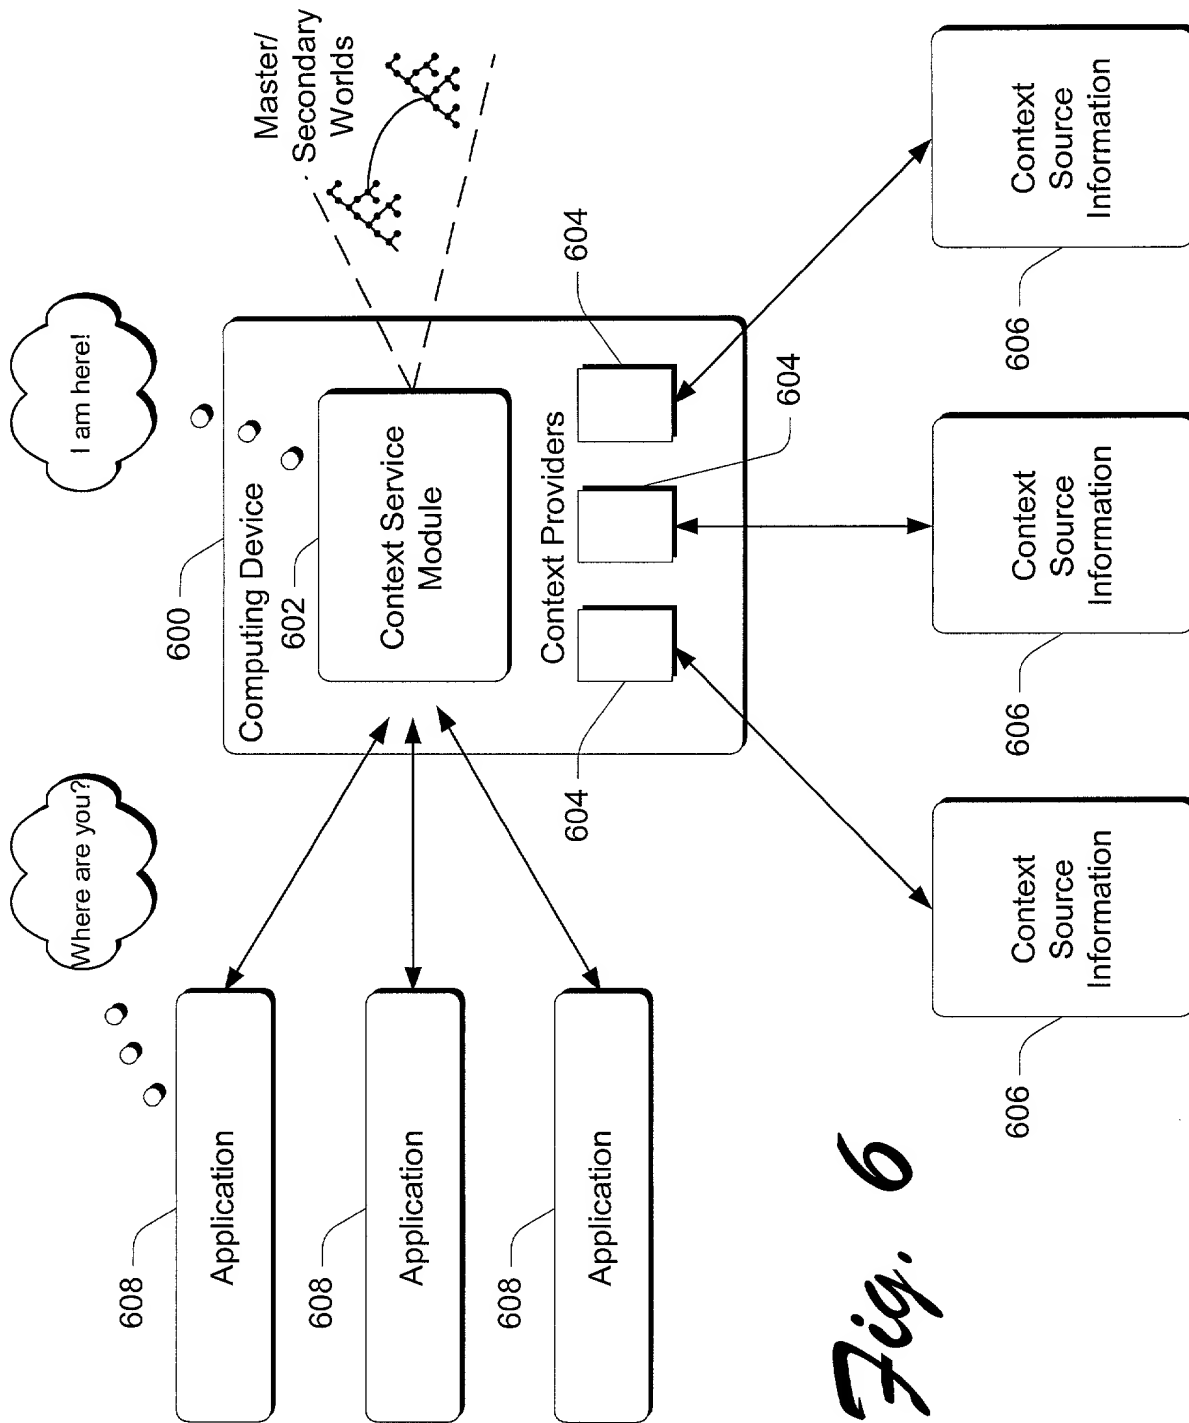 Where are you?
I am here!
Master/
Secondary
Worlds
600
Computing Device
602
Context Service
Module
Context Providers
604
604
604
608
Application
608
Application
608
Application
606
Context
Source
Information
606
Context
Source
Information
606
Context
Source
Information
Fig. 6